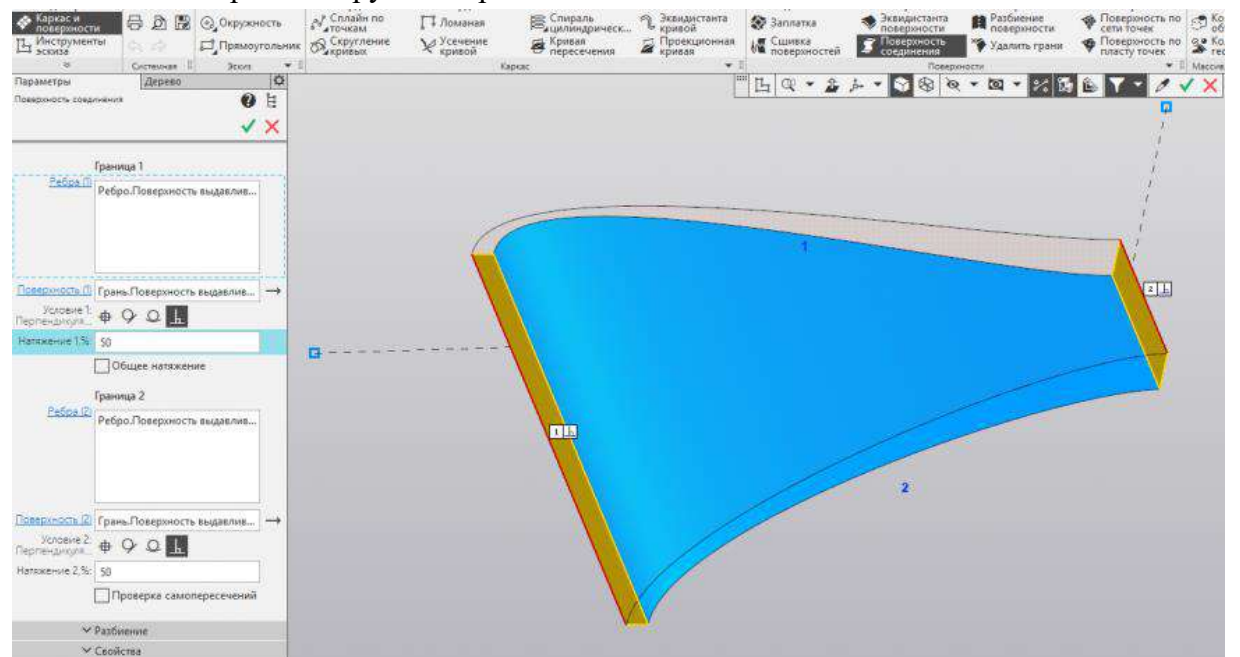 Каркас и поверхности
Инструменты эскиза
Системная
Окружность
Прямоугольник
Эскиз
Сплайн по точкам
Скругление кривых
Ломаная
Усечение кривой
Спираль цилиндрическ...
Кривая пересечения
Эквидистанта кривой
Проекционная кривая
Каркас
Заплатка
Сшивка поверхностей
Эквидистанта поверхности
Поверхность соединения
Разбиение поверхности
Удалить грани
Поверхность по сети точек
Поверхность по пласту точек
Поверхности
Массив
Параметры
Дерево
Поверхность соединения
Граница 1
Ребра (1)
Ребро.Поверхность выдавлив...
Поверхность (1)
Грань.Поверхность выдавлив...
Условие 1:
Перпендикуля...
Натяжение 1,%:
50
Общее натяжение
Граница 2
Ребра (2)
Ребро.Поверхность выдавлив...
Поверхность (2)
Грань.Поверхность выдавлив...
Условие 2:
Перпендикуля...
Натяжение 2,%:
50
Проверка самопересечений
Разбиение
Свойства
1
2
1
2